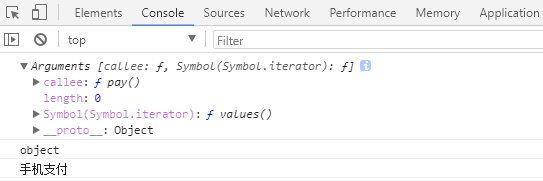 Elements Console Sources Network Performance Memory Application
top Filter
Arguments [callee: ƒ, Symbol(Symbol.iterator): ƒ] i
callee: ƒ pay()
length: 0
Symbol(Symbol.iterator): ƒ values()
__proto__: Object
object
手机支付